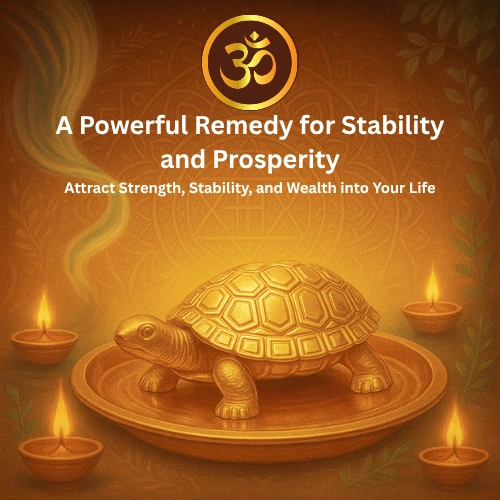 ॐ
A Powerful Remedy for Stability
and Prosperity
Attract Strength, Stability, and Wealth into Your Life